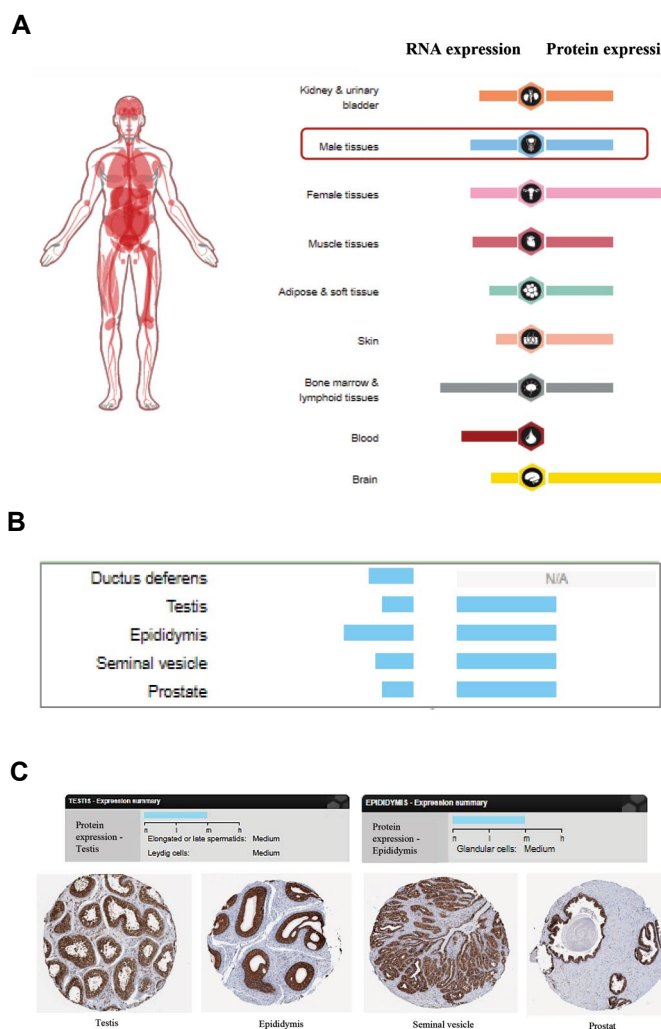 A
RNA expression Protein expressi
Kidney & urinary
bladder
Male tissues
Female tissues
Muscle tissues
Adipose & soft tissue
Skin
Bone marrow &
lymphoid tissues
Blood
Brain
B
Ductus deferens N/A
Testis
Epididymis
Seminal vesicle
Prostate
C
TESTIS - Expression summary
Protein
expression -
Testis
n l m h
Elongated or late spermatids: Medium
Leydig cells: Medium
EPIDIDYMIS - Expression summary
Protein
expression -
Epididymis
n l m h
Glandular cells: Medium
Testis
Epididymis
Seminal vesicle
Prostat